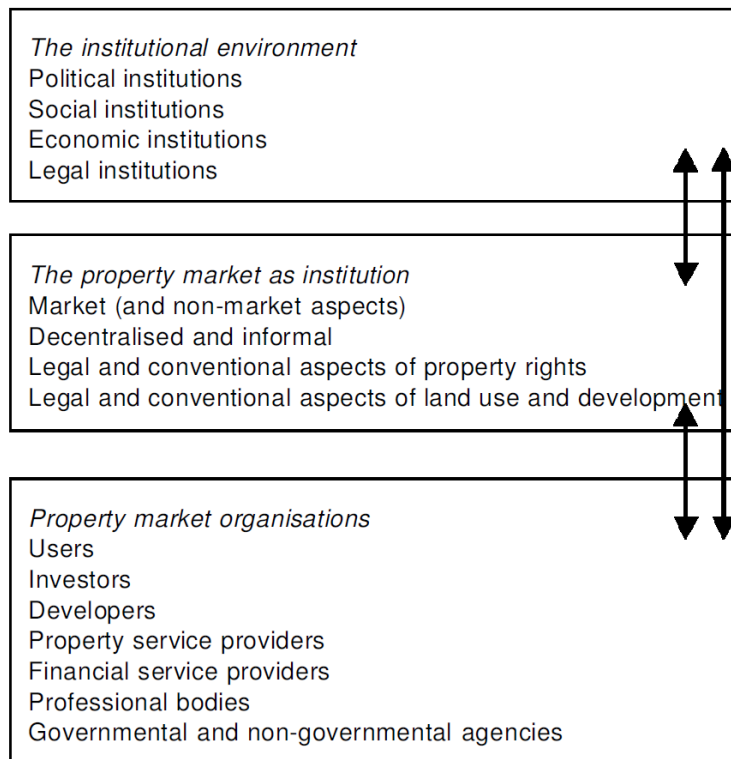 The institutional environment
Political institutions
Social institutions
Economic institutions
Legal institutions
The property market as institution
Market (and non-market aspects)
Decentralised and informal
Legal and conventional aspects of property rights
Legal and conventional aspects of land use and development
Property market organisations
Users
Investors
Developers
Property service providers
Financial service providers
Professional bodies
Governmental and non-governmental agencies